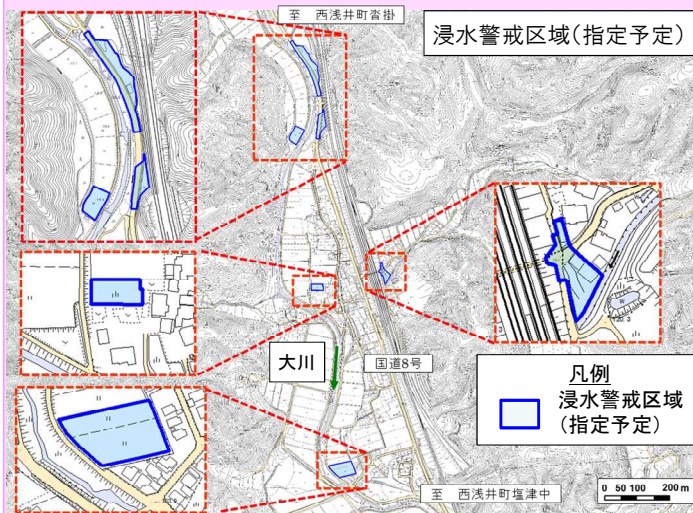 至　西浅井町沓掛
浸水警戒区域(指定予定)
大川
国道8号
凡例
浸水警戒区域
(指定予定)
至　西浅井町塩津中
0 50 100 200 m